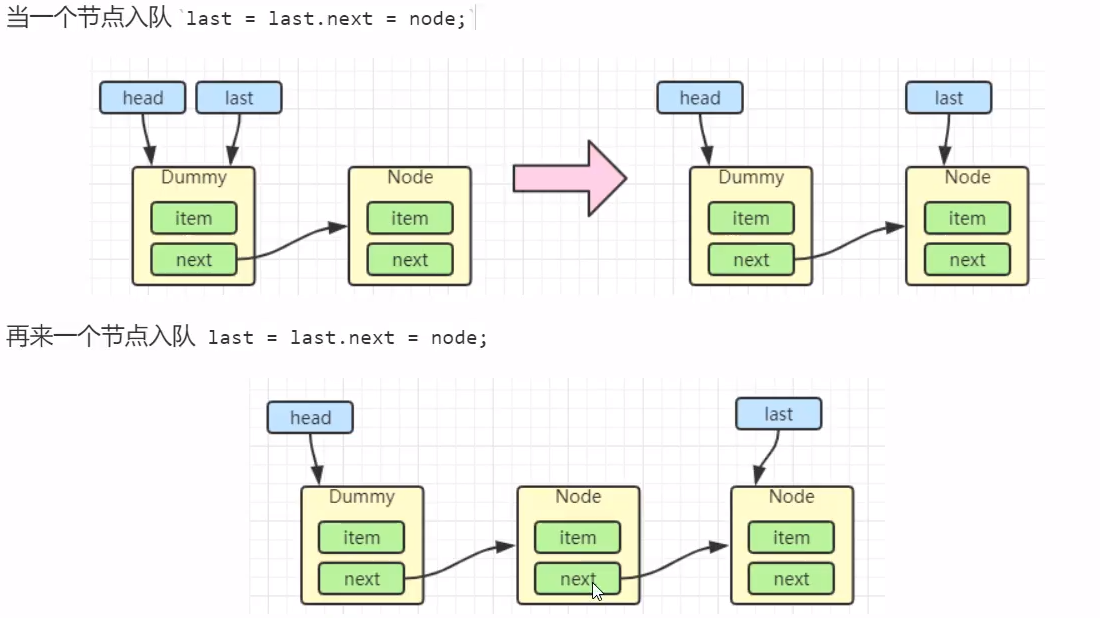 当一个节点入队 `last = last.next = node;`
head last head last
Dummy Node Dummy Node
item item item item
next next next next
再来一个节点入队 last = last.next = node;
head last
Dummy Node Node
item item item
next next next